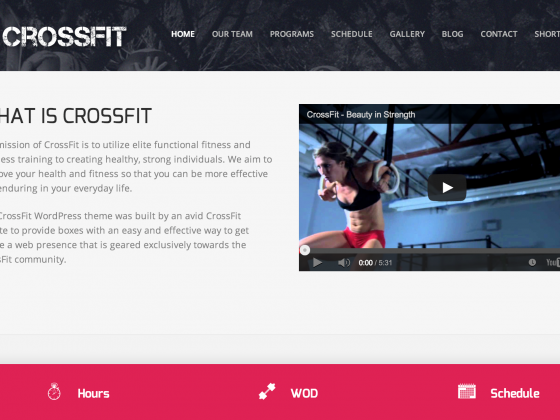 CROSSFIT
HOME OUR TEAM PROGRAMS SCHEDULE GALLERY BLOG CONTACT SHORT
HAT IS CROSSFIT
mission of CrossFit is to utilize elite functional fitness and
ess training to creating healthy, strong individuals. We aim to
ove your health and fitness so that you can be more effective
enduring in your everyday life.
CrossFit WordPress theme was built by an avid CrossFit
te to provide boxes with an easy and effective way to get
e a web presence that is geared exclusively towards the
sFit community.
CrossFit - Beauty in Strength
0:00 / 5:31
You
Hours
WOD
Schedule